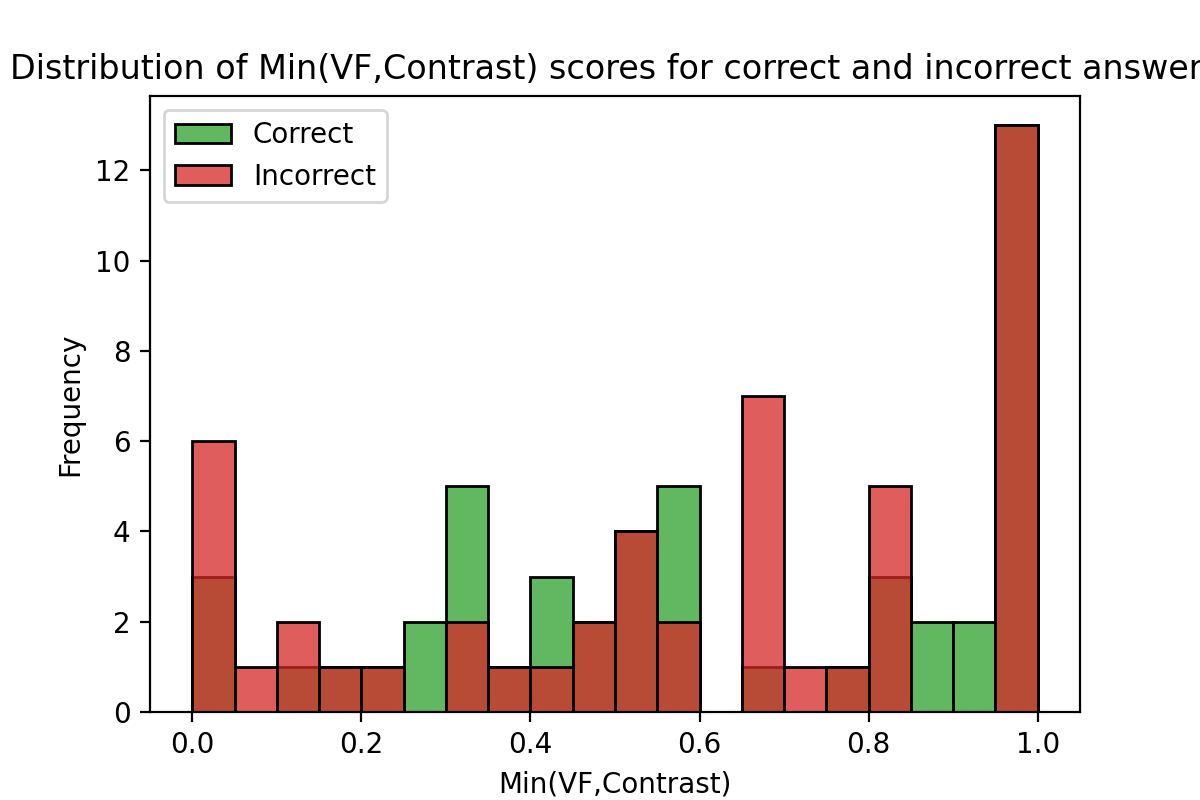 Distribution of Min(VF,Contrast) scores for correct and incorrect answer
Correct
Incorrect
Frequency
12
10
8
6
4
2
0
0.0 0.2 0.4 0.6 0.8 1.0
Min(VF,Contrast)